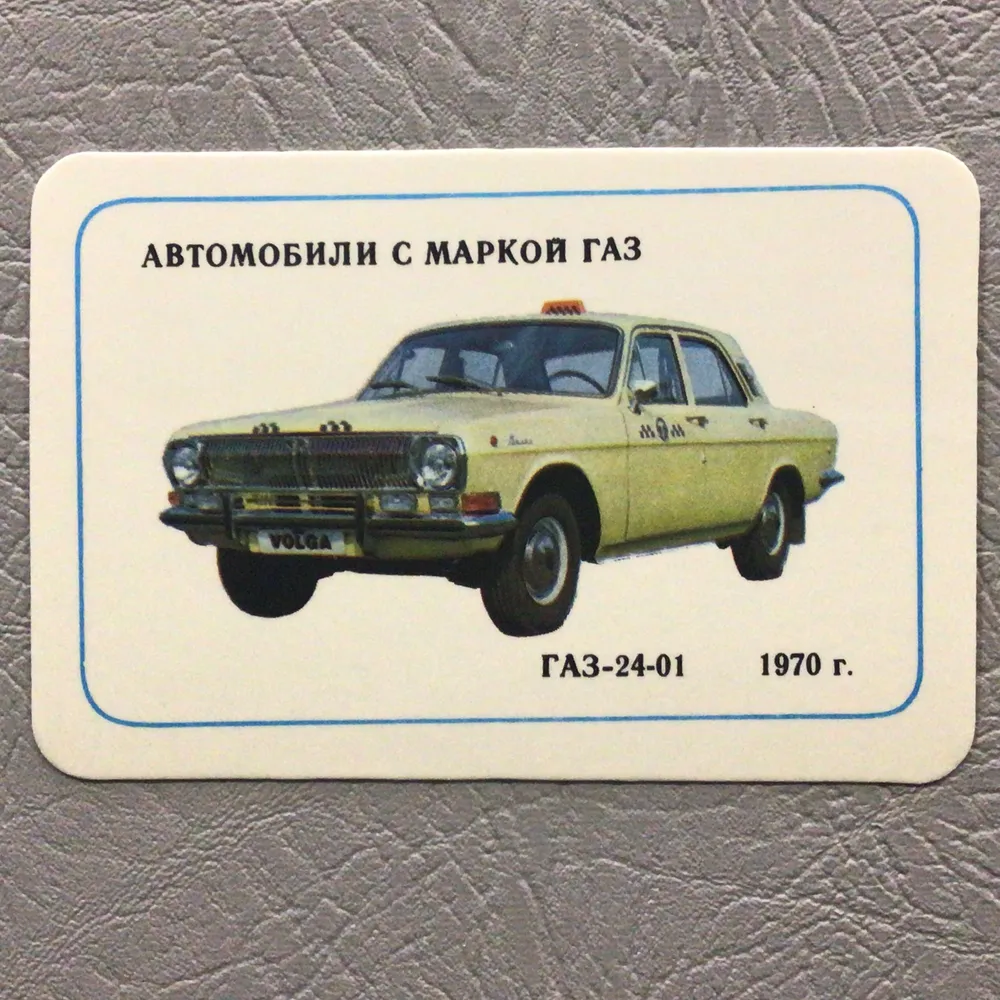 АВТОМОБИЛИ С МАРКОЙ ГАЗ
VOLGA
ГАЗ-24-01 1970 г.